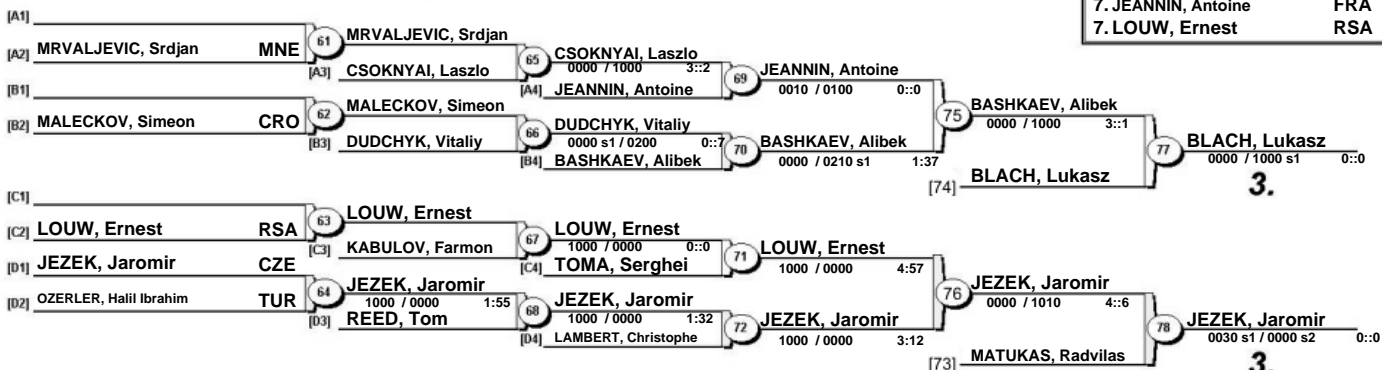 7. JEANNIN, Antoine FRA
7. LOUW, Ernest RSA
[A1]
[A2] MRVALJEVIC, Srdjan MNE
61 MRVALJEVIC, Srdjan
[A3] CSOKNYAI, Laszlo
65 CSOKNYAI, Laszlo
0000 / 1000 3::2
[A4] JEANNIN, Antoine
69 JEANNIN, Antoine
0010 / 0100 0::0
[B1]
[B2] MALECKOV, Simeon CRO
62 MALECKOV, Simeon
[B3] DUDCHYK, Vitaliy
66 DUDCHYK, Vitaliy
0000 s1 / 0200 0::7
[B4] BASHKAEV, Alibek
70 BASHKAEV, Alibek
0000 / 0210 s1 1:37
75 BASHKAEV, Alibek
0000 / 1000 3::1
[74] BLACH, Lukasz
77 BLACH, Lukasz
0000 / 1000 s1 0::0
3.
[C1]
[C2] LOUW, Ernest RSA
63 LOUW, Ernest
[C3] KABULOV, Farmon
67 LOUW, Ernest
1000 / 0000 0::0
[C4] TOMA, Serghei
71 LOUW, Ernest
1000 / 0000 4:57
[D1] JEZEK, Jaromir CZE
[D2] OZERLER, Halil Ibrahim TUR
64 JEZEK, Jaromir
1000 / 0000 1:55
[D3] REED, Tom
68 JEZEK, Jaromir
1000 / 0000 1:32
[D4] LAMBERT, Christophe
72 JEZEK, Jaromir
1000 / 0000 3:12
76 JEZEK, Jaromir
0000 / 1010 4::6
[73] MATUKAS, Radvilas
78 JEZEK, Jaromir
0030 s1 / 0000 s2 0::0
3.